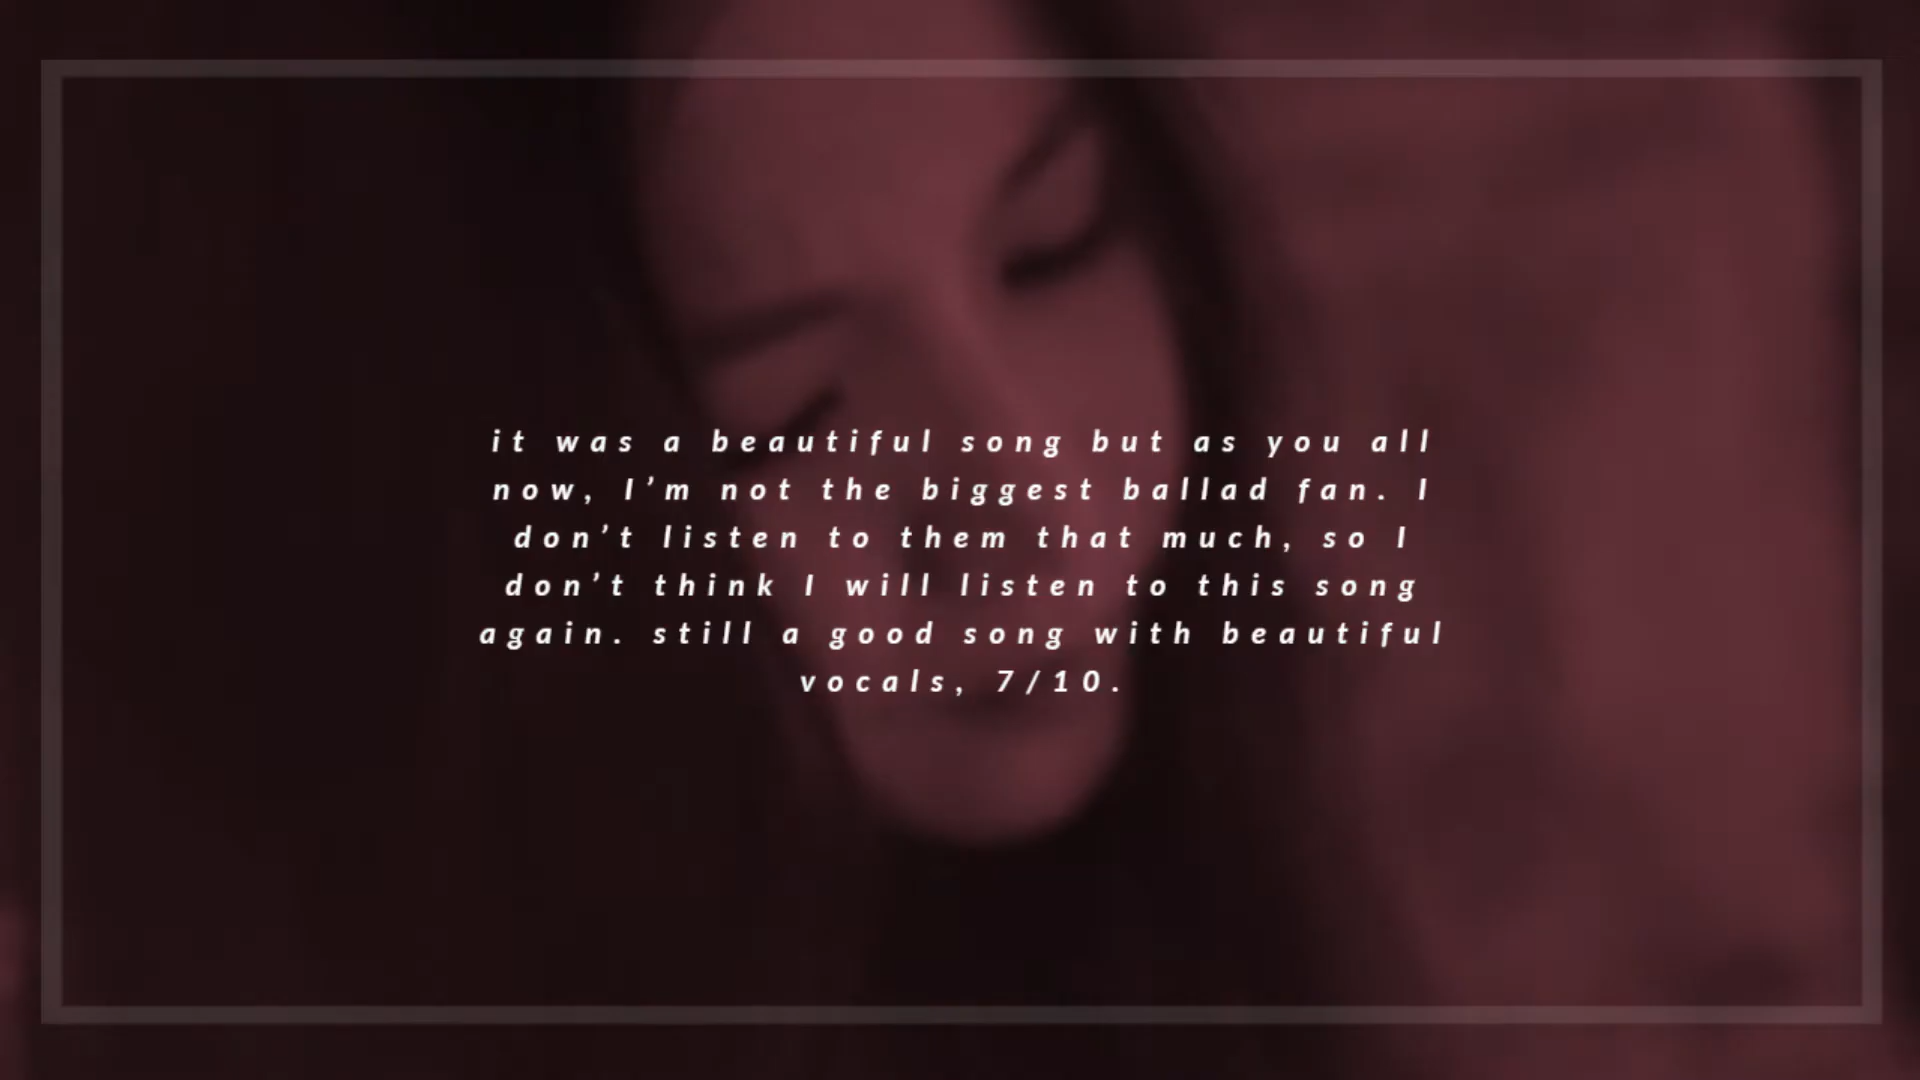 it was a beautiful song but as you all
now, I’m not the biggest ballad fan. I
don’t listen to them that much, so I
don’t think I will listen to this song
again. still a good song with beautiful
vocals, 7/10.